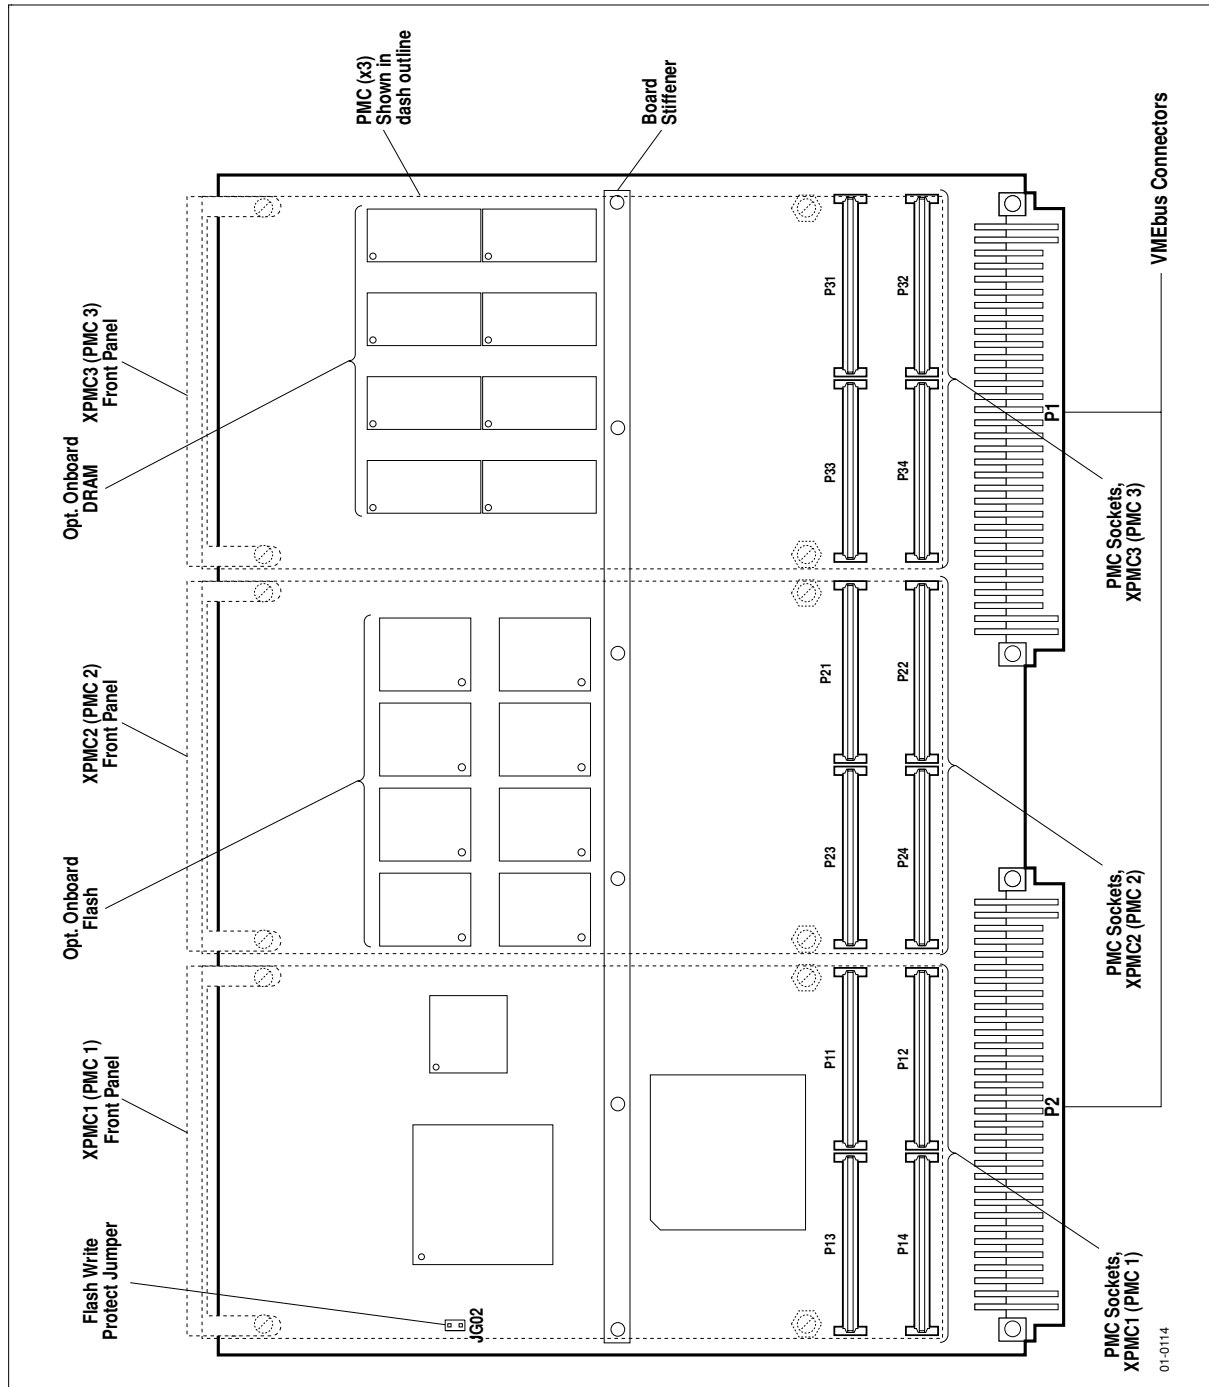 Flash Write
Protect Jumper
XPMC1 (PMC 1)
Front Panel
Opt. Onboard
Flash
XPMC2 (PMC 2)
Front Panel
Opt. Onboard
DRAM
XPMC3 (PMC 3)
Front Panel
PMC (x3)
Shown in
dash outline
Board
Stiffener
JG02
P13
P11
P23
P21
P33
P31
P14
P12
P24
P22
P34
P32
P2
P1
PMC Sockets,
XPMC1 (PMC 1)
PMC Sockets,
XPMC2 (PMC 2)
PMC Sockets,
XPMC3 (PMC 3)
VMEbus Connectors
01-0114